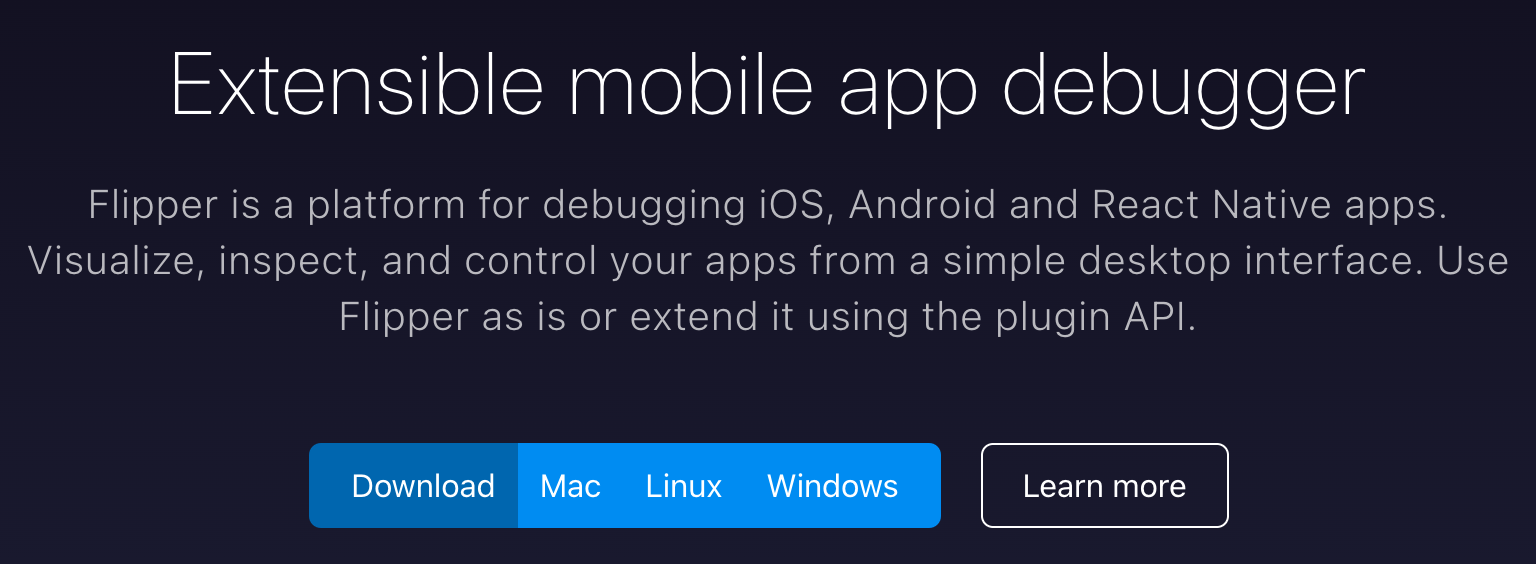 Extensible mobile app debugger
Flipper is a platform for debugging iOS, Android and React Native apps.
Visualize, inspect, and control your apps from a simple desktop interface. Use
Flipper as is or extend it using the plugin API.
Download Mac Linux Windows Learn more